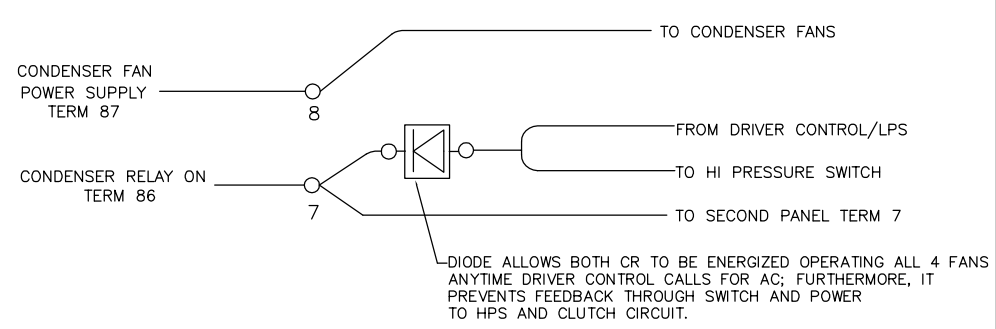 TO CONDENSER FANS
CONDENSER FAN
POWER SUPPLY
TERM 87
8
FROM DRIVER CONTROL/LPS
TO HI PRESSURE SWITCH
CONDENSER RELAY ON
TERM 86
7
TO SECOND PANEL TERM 7
DIODE ALLOWS BOTH CR TO BE ENERGIZED OPERATING ALL 4 FANS
ANYTIME DRIVER CONTROL CALLS FOR AC; FURTHERMORE, IT
PREVENTS FEEDBACK THROUGH SWITCH AND POWER
TO HPS AND CLUTCH CIRCUIT.